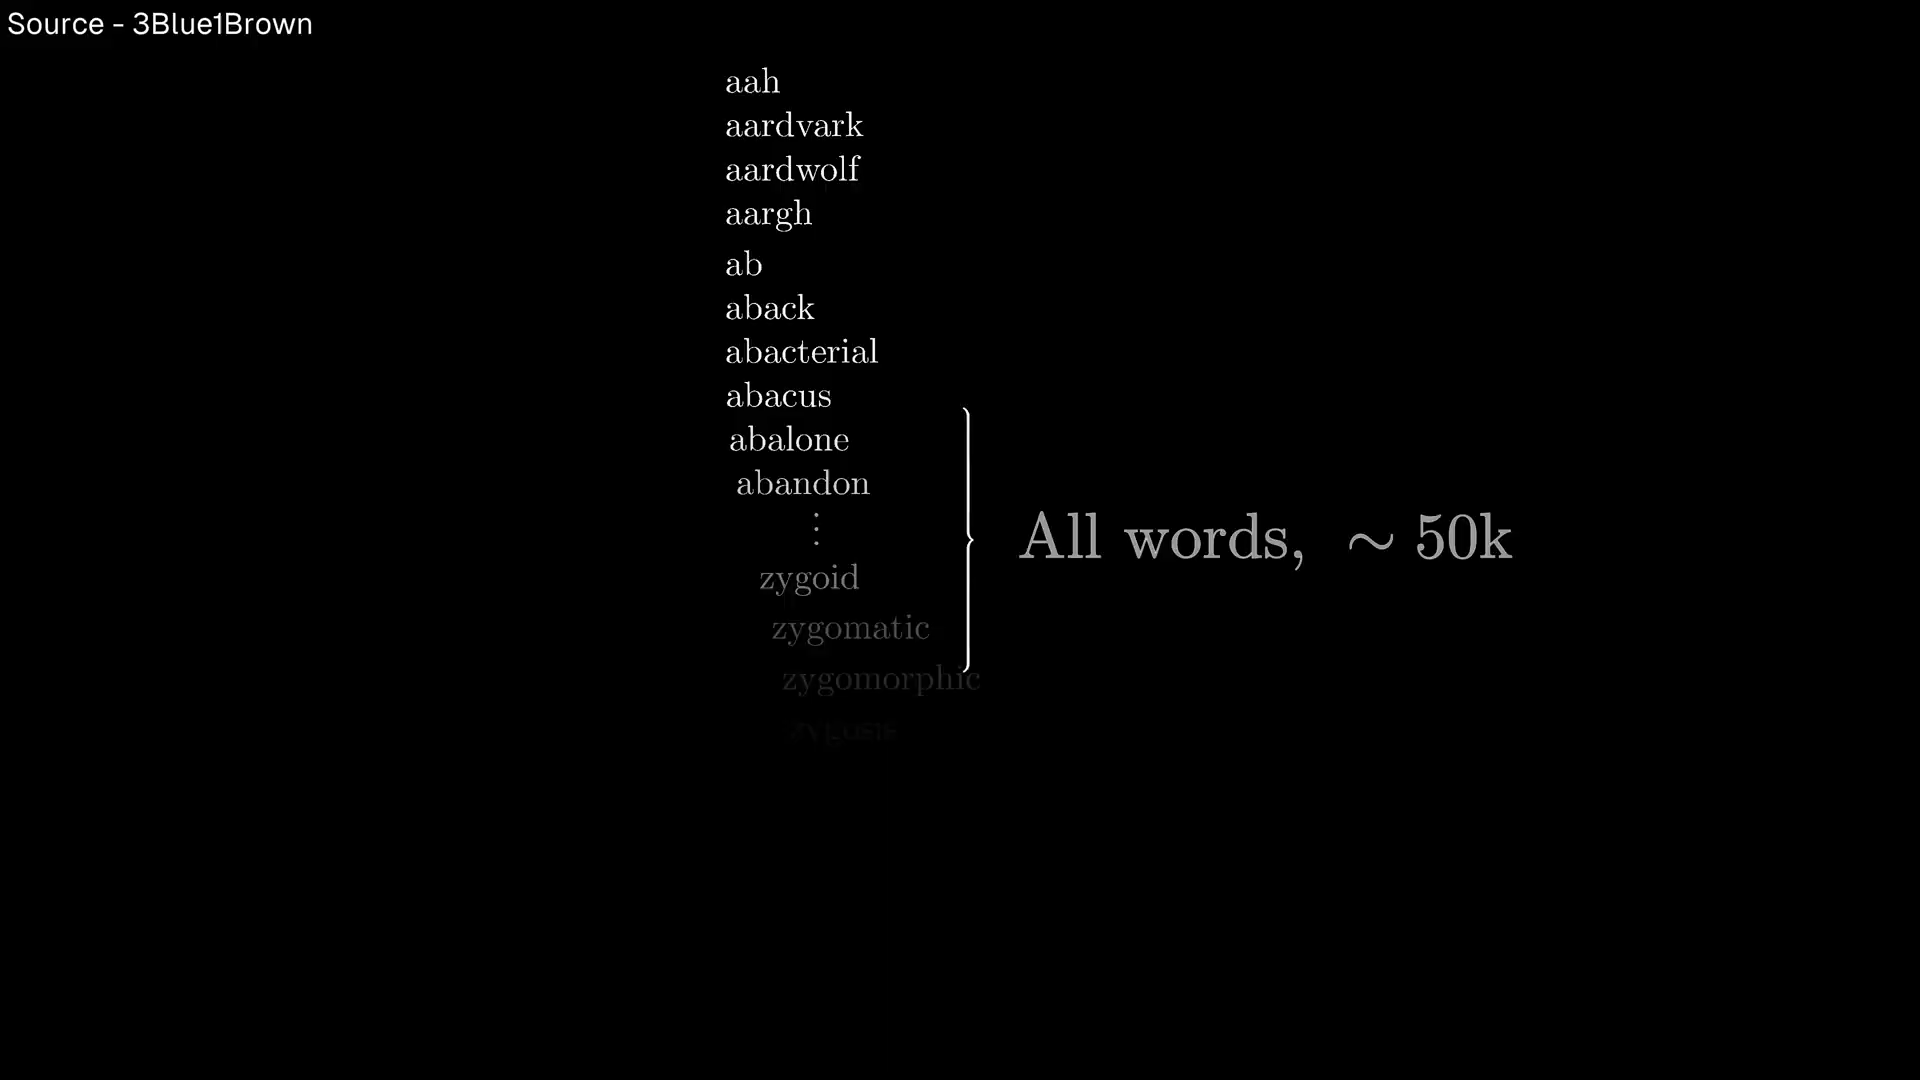 Source - 3Blue1Brown
aah
aardvark
aardwolf
aargh
ab
aback
abacterial
abacus
abalone
abandon
⋮
zygoid
zygomatic
zygomorphic
All words, ~ 50k